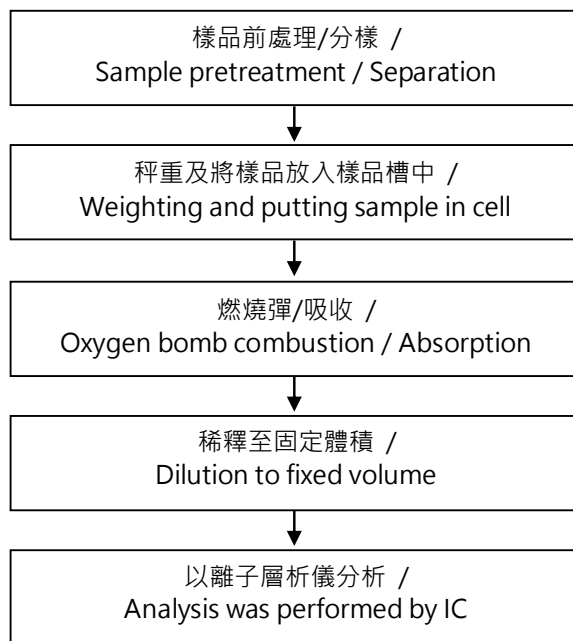 樣品前處理/分樣 /
Sample pretreatment / Separation
秤重及將樣品放入樣品槽中 /
Weighting and putting sample in cell
燃燒彈/吸收 /
Oxygen bomb combustion / Absorption
稀釋至固定體積 /
Dilution to fixed volume
以離子層析儀分析 /
Analysis was performed by IC